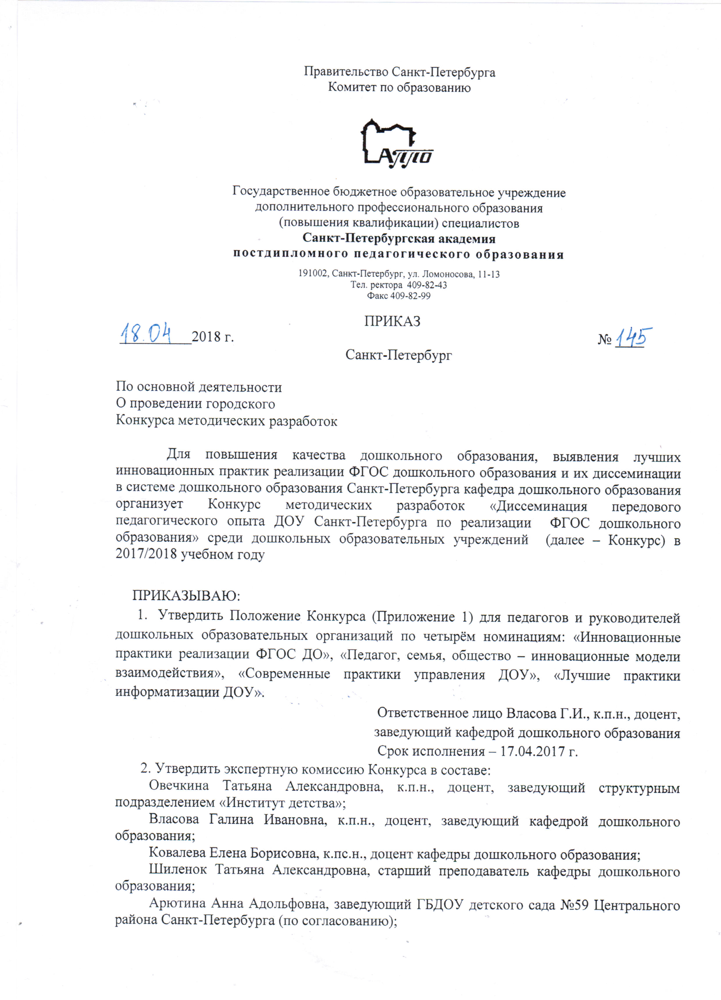 Правительство Санкт-Петербурга
Комитет по образованию
АППО
Государственное бюджетное образовательное учреждение
дополнительного профессионального образования
(повышения квалификации) специалистов
Санкт-Петербургская академия
постдипломного педагогического образования
191002, Санкт-Петербург, ул. Ломоносова, 11-13
Тел. ректора 409-82-43
Факс 409-82-99
ПРИКАЗ
18.04 2018 г. № 145
Санкт-Петербург
По основной деятельности
О проведении городского
Конкурса методических разработок
Для повышения качества дошкольного образования, выявления лучших
инновационных практик реализации ФГОС дошкольного образования и их диссеминации
в системе дошкольного образования Санкт-Петербурга кафедра дошкольного образования
организует Конкурс методических разработок «Диссеминация передового
педагогического опыта ДОУ Санкт-Петербурга по реализации ФГОС дошкольного
образования» среди дошкольных образовательных учреждений (далее – Конкурс) в
2017/2018 учебном году
ПРИКАЗЫВАЮ:
1. Утвердить Положение Конкурса (Приложение 1) для педагогов и руководителей
дошкольных образовательных организаций по четырём номинациям: «Инновационные
практики реализации ФГОС ДО», «Педагог, семья, общество – инновационные модели
взаимодействия», «Современные практики управления ДОУ», «Лучшие практики
информатизации ДОУ».
Ответственное лицо Власова Г.И., к.п.н., доцент,
заведующий кафедрой дошкольного образования
Срок исполнения – 17.04.2017 г.
2. Утвердить экспертную комиссию Конкурса в составе:
Овечкина Татьяна Александровна, к.п.н., доцент, заведующий структурным
подразделением «Институт детства»;
Власова Галина Ивановна, к.п.н., доцент, заведующий кафедрой дошкольного
образования;
Ковалева Елена Борисовна, к.пс.н., доцент кафедры дошкольного образования;
Шиленок Татьяна Александровна, старший преподаватель кафедры дошкольного
образования;
Арютина Анна Адольфовна, заведующий ГБДОУ детского сада №59 Центрального
района Санкт-Петербурга (по согласованию);